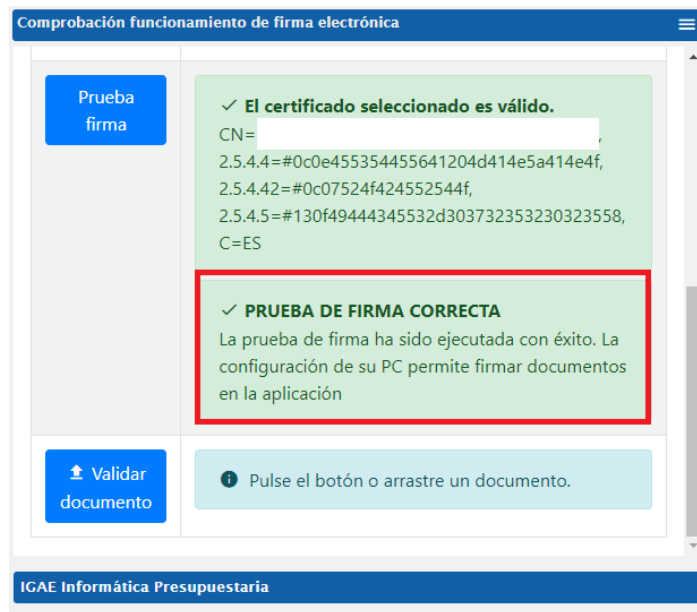 Comprobación funcionamiento de firma electrónica
Prueba
firma
✓ El certificado seleccionado es válido.
CN= ,
2.5.4.4=#0c0e455354455641204d414e5a414e4f,
2.5.4.42=#0c07524f424552544f,
2.5.4.5=#130f49444345532d303732353230323558,
C=ES
✓ PRUEBA DE FIRMA CORRECTA
La prueba de firma ha sido ejecutada con éxito. La
configuración de su PC permite firmar documentos
en la aplicación
Validar
documento
Pulse el botón o arrastre un documento.
IGAE Informática Presupuestaria